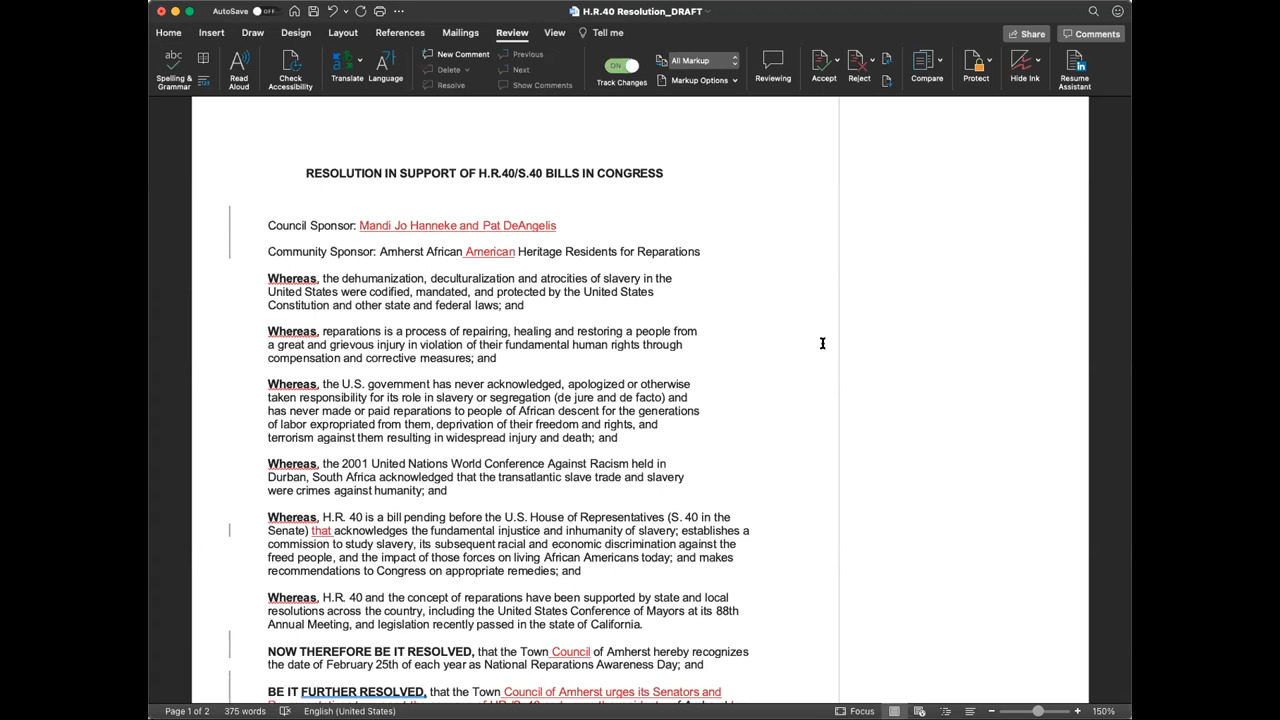 AutoSave OFF
H.R.40 Resolution_DRAFT
Home Insert Draw Design Layout References Mailings Review View Tell me Share Comments
Spelling & Grammar
Read Aloud
Check Accessibility
Translate Language
New Comment
Delete
Resolve
Previous
Next
Show Comments
ON
Track Changes
All Markup
Markup Options
Reviewing
Accept Reject
Compare
Protect
Hide Ink
Resume Assistant
RESOLUTION IN SUPPORT OF H.R.40/S.40 BILLS IN CONGRESS
Council Sponsor: Mandi Jo Hanneke and Pat DeAngelis
Community Sponsor: Amherst African American Heritage Residents for Reparations
Whereas, the dehumanization, deculturalization and atrocities of slavery in the
United States were codified, mandated, and protected by the United States
Constitution and other state and federal laws; and
Whereas, reparations is a process of repairing, healing and restoring a people from
a great and grievous injury in violation of their fundamental human rights through
compensation and corrective measures; and
Whereas, the U.S. government has never acknowledged, apologized or otherwise
taken responsibility for its role in slavery or segregation (de jure and de facto) and
has never made or paid reparations to people of African descent for the generations
of labor expropriated from them, deprivation of their freedom and rights, and
terrorism against them resulting in widespread injury and death; and
Whereas, the 2001 United Nations World Conference Against Racism held in
Durban, South Africa acknowledged that the transatlantic slave trade and slavery
were crimes against humanity; and
Whereas, H.R. 40 is a bill pending before the U.S. House of Representatives (S. 40 in the
Senate) that acknowledges the fundamental injustice and inhumanity of slavery; establishes a
commission to study slavery, its subsequent racial and economic discrimination against the
freed people, and the impact of those forces on living African Americans today; and makes
recommendations to Congress on appropriate remedies; and
Whereas, H.R. 40 and the concept of reparations have been supported by state and local
resolutions across the country, including the United States Conference of Mayors at its 88th
Annual Meeting, and legislation recently passed in the state of California.
NOW THEREFORE BE IT RESOLVED, that the Town Council of Amherst hereby recognizes
the date of February 25th of each year as National Reparations Awareness Day; and
BE IT FURTHER RESOLVED, that the Town Council of Amherst urges its Senators and
Page 1 of 2 375 words English (United States) Focus 150%